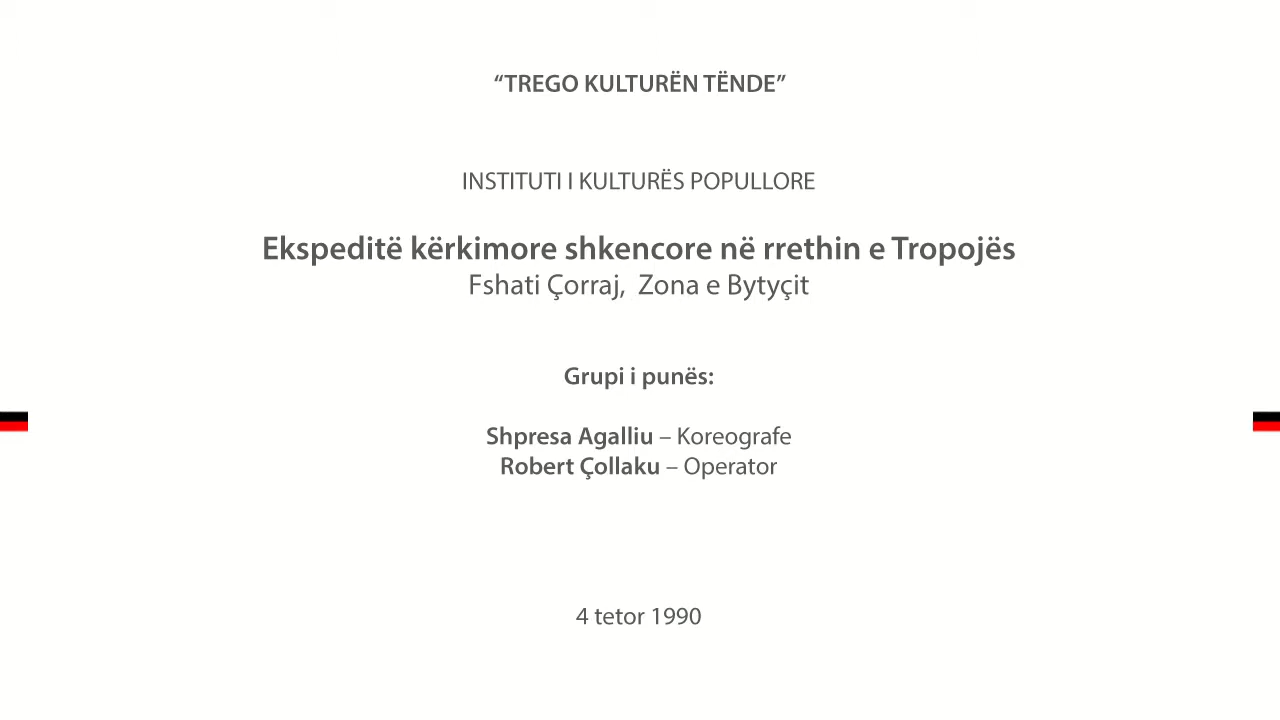 “TREGO KULTURËN TËNDE”
INSTITUTI I KULTURËS POPULLORE
Ekspeditë kërkimore shkencore në rrethin e Tropojës
Fshati Çorraj,  Zona e Bytyçit
Grupi i punës:
Shpresa Agalliu – Koreografe
Robert Çollaku – Operator
4 tetor 1990